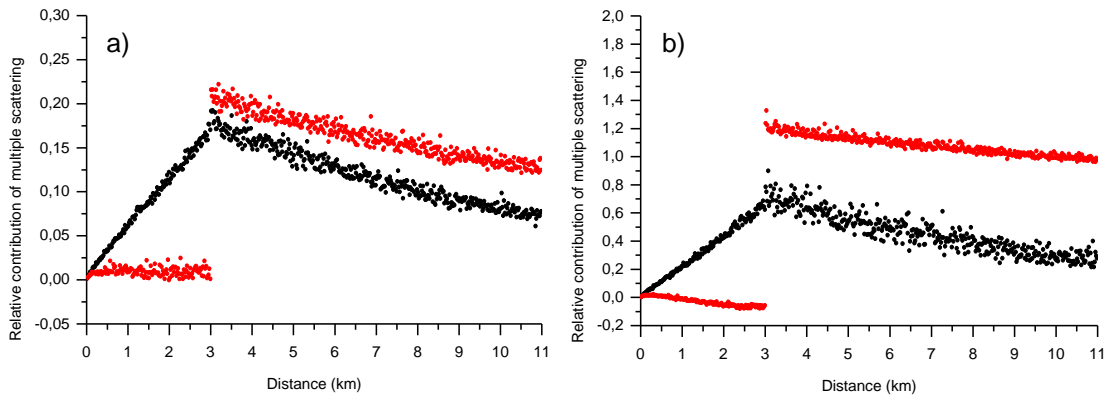 a)
Relative contribution of multiple scattering
0,30
0,25
0,20
0,15
0,10
0,05
0,00
-0,05
0 1 2 3 4 5 6 7 8 9 10 11
Distance (km)
b)
Relative contribution of multiple scattering
2,0
1,8
1,6
1,4
1,2
1,0
0,8
0,6
0,4
0,2
0,0
-0,2
0 1 2 3 4 5 6 7 8 9 10 11
Distance (km)